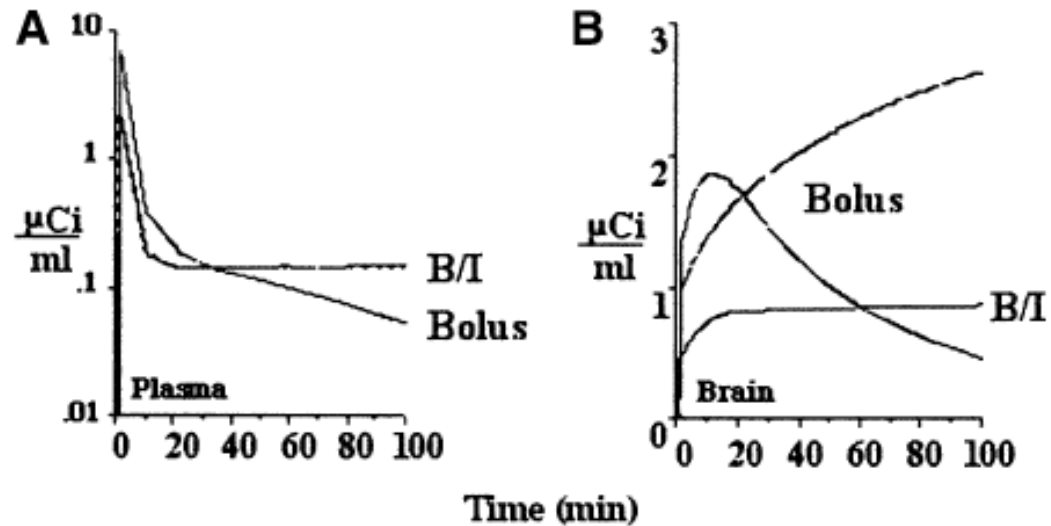 A
10
1
µCi
ml
.1
.01
B/I
Bolus
Plasma
0 20 40 60 80 100
B
3
2
µCi
ml
1
0
Bolus
B/I
Brain
0 20 40 60 80 100
Time (min)